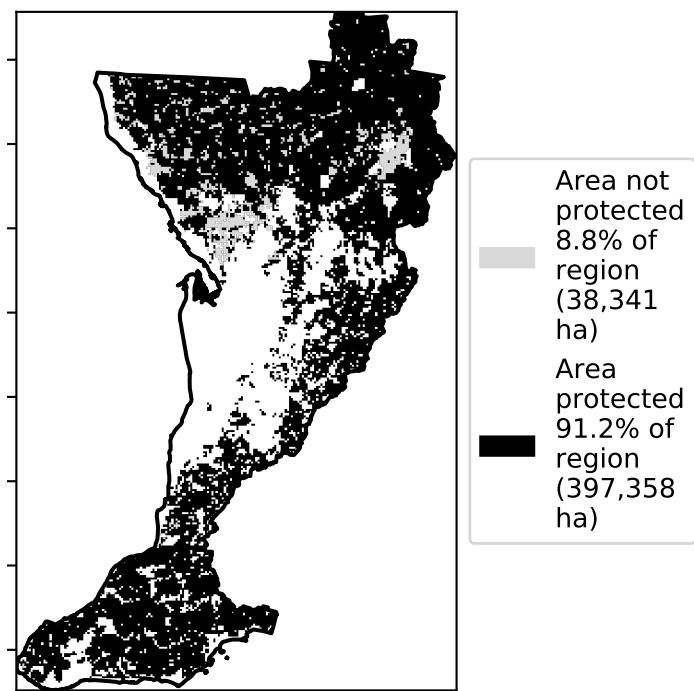 Area not
protected
8.8% of
region
(38,341
ha)
Area
protected
91.2% of
region
(397,358
ha)